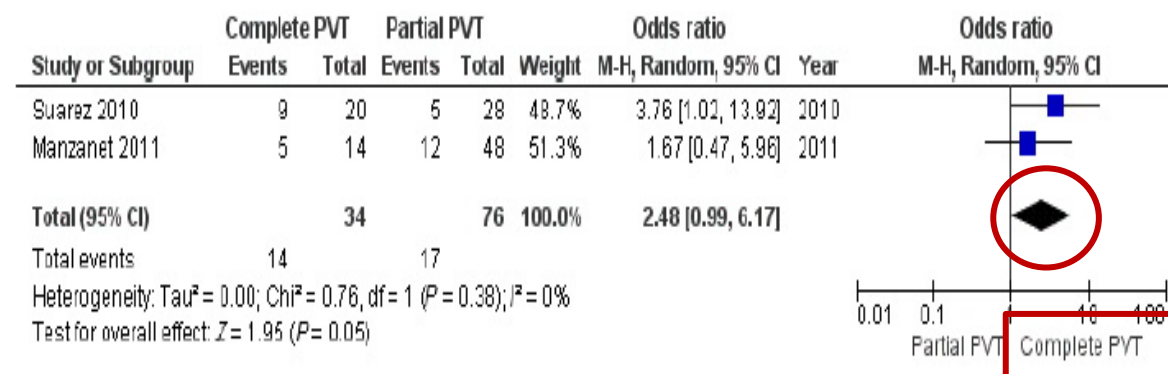 Complete PVT Partial PVT Odds ratio Odds ratio
Study or Subgroup Events Total Events Total Weight M-H, Random, 95% CI Year M-H, Random, 95% CI
Suarez 2010 9 20 5 28 48.7% 3.76 [1.02, 13.92] 2010
Manzanet 2011 5 14 12 48 51.3% 1.67 [0.47, 5.96] 2011
Total (95% CI) 34 76 100.0% 2.48 [0.99, 6.17]
Total events 14 17
Heterogeneity: Tau² = 0.00; Chi² = 0.76, df = 1 (P = 0.38); I² = 0%
Test for overall effect: Z = 1.95 (P = 0.05)
0.01 0.1 1 10 100
Partial PVT Complete PVT